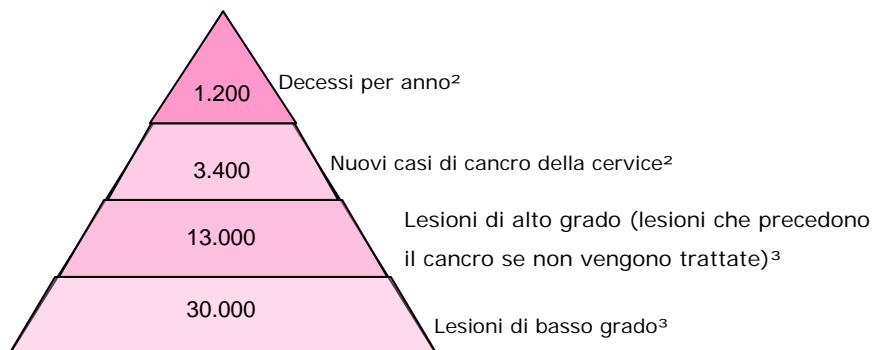 1.200 Decessi per anno²
3.400 Nuovi casi di cancro della cervice²
13.000 Lesioni di alto grado (lesioni che precedono
il cancro se non vengono trattate)³
30.000 Lesioni di basso grado³